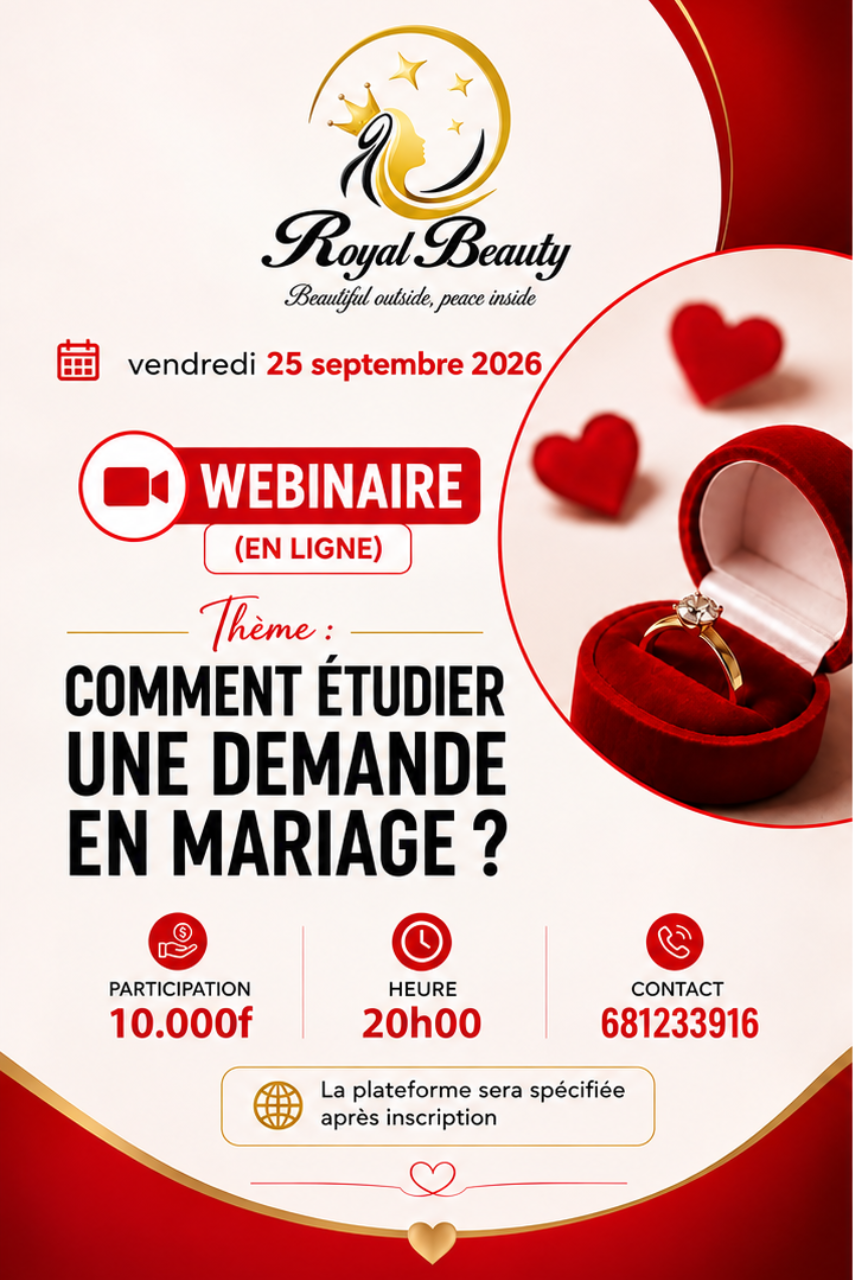 Royal Beauty
Beautiful outside, peace inside
vendredi 25 septembre 2026
WEBINAIRE
(EN LIGNE)
Thème :
COMMENT ÉTUDIER
UNE DEMANDE
EN MARIAGE ?
PARTICIPATION
10.000f
HEURE
20h00
CONTACT
681233916
La plateforme sera spécifiée
après inscription